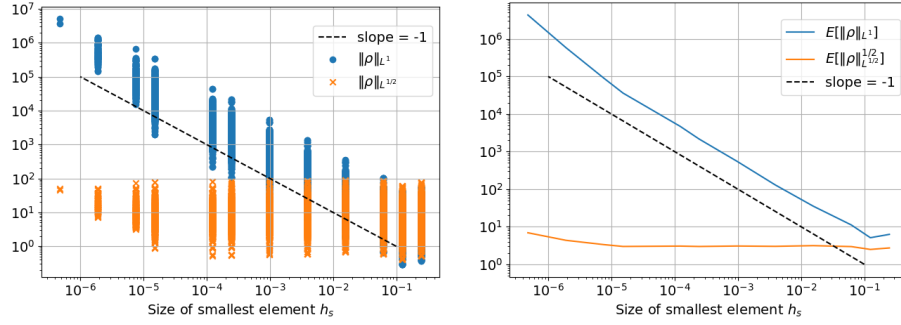 slope = -1
‖ρ‖_{L^1}
‖ρ‖_{L^{1/2}}
10^7
10^6
10^5
10^4
10^3
10^2
10^1
10^0
10^{-6} 10^{-5} 10^{-4} 10^{-3} 10^{-2} 10^{-1}
Size of smallest element h_s
E[‖ρ‖_{L^1}]
E[‖ρ‖_{L^{1/2}}^{1/2}]
slope = -1
10^6
10^5
10^4
10^3
10^2
10^1
10^0
10^{-6} 10^{-5} 10^{-4} 10^{-3} 10^{-2} 10^{-1}
Size of smallest element h_s